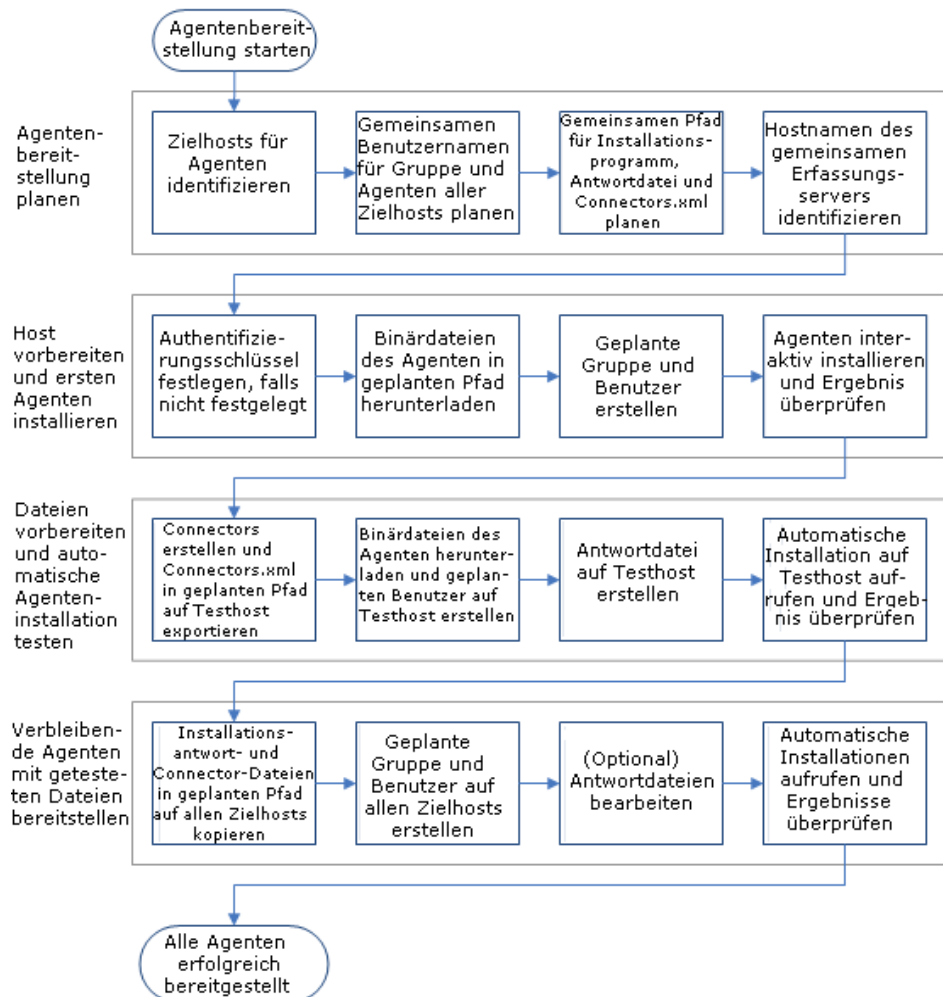 Agentenbereit-
stellung starten
Agenten-
bereit-
stellung
planen
Zielhosts für
Agenten
identifizieren
Gemeinsamen
Benutzernamen
für Gruppe und
Agenten aller
Zielhosts planen
Gemeinsamen Pfad
für Installations-
programm,
Antwortdatei und
Connectors.xml
planen
Hostnamen des
gemeinsamen
Erfassungs-
servers
identifizieren
Host
vorbereiten
und ersten
Agenten
installieren
Authentifizie-
rungsschlüssel
festlegen, falls
nicht festgelegt
Binärdateien
des Agenten in
geplanten Pfad
herunterladen
Geplante
Gruppe und
Benutzer
erstellen
Agenten inter-
aktiv installieren
und Ergebnis
überprüfen
Dateien
vorbereiten
und auto-
matische
Agenten-
installation
testen
Connectors
erstellen und
Connectors.xml
in geplanten Pfad
auf Testhost
exportieren
Binärdateien des
Agenten herunter-
laden und geplan-
ten Benutzer auf
Testhost erstellen
Antwortdatei
auf Testhost
erstellen
Automatische
Installation auf
Testhost auf-
rufen und Ergeb-
nis überprüfen
Verbleiben-
de Agenten
mit geteste-
ten Dateien
bereitstellen
Installations-
antwort- und
Connector-Dateien
in geplanten Pfad
auf allen Zielhosts
kopieren
Geplante
Gruppe und
Benutzer auf
allen Zielhosts
erstellen
(Optional)
Antwortdateien
bearbeiten
Automatische
Installationen
aufrufen und
Ergebnisse
überprüfen
Alle Agenten
erfolgreich
bereitgestellt